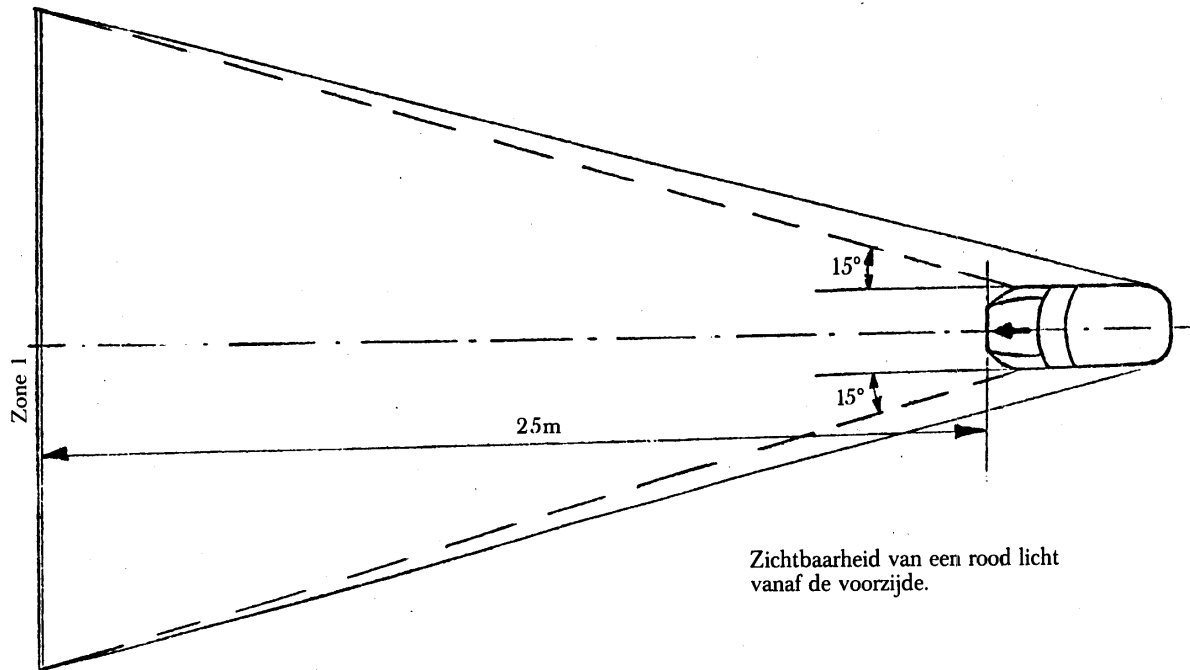 15°
Zone 1
15°
25m
Zichtbaarheid van een rood licht
vanaf de voorzijde.